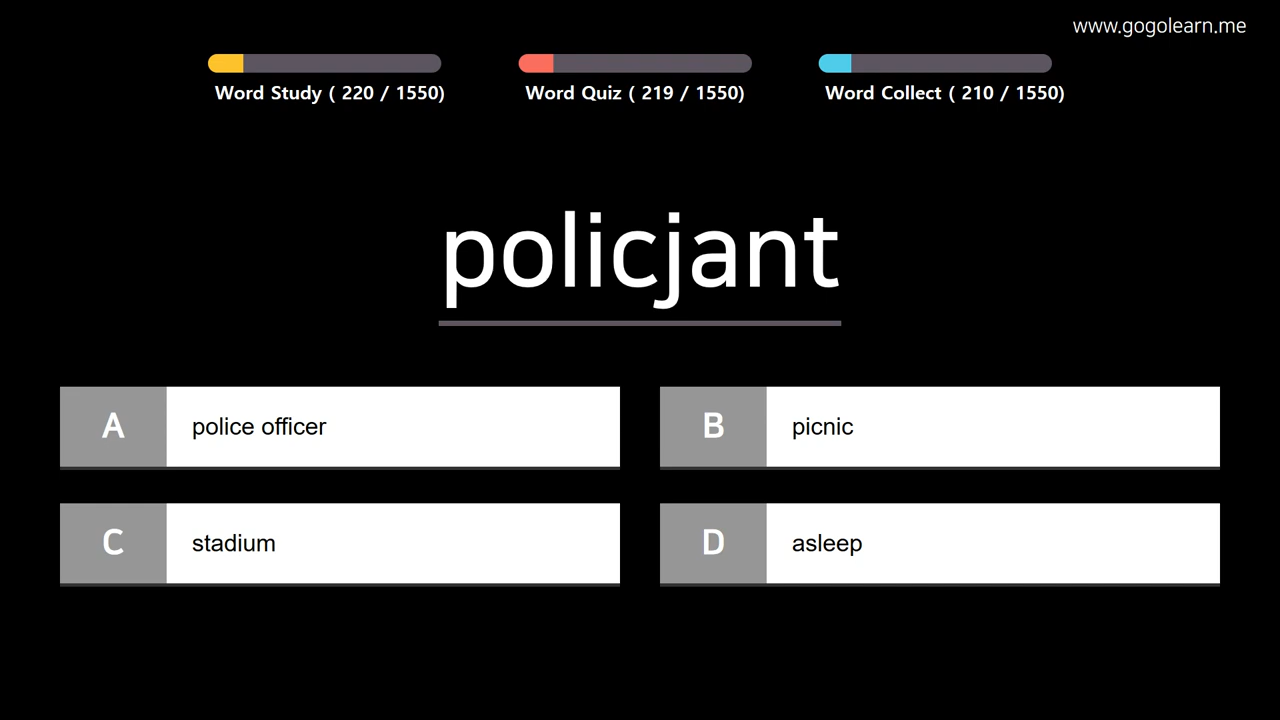 www.gogolearn.me
Word Study ( 220 / 1550)
Word Quiz ( 219 / 1550)
Word Collect ( 210 / 1550)
policjant
A police officer
B picnic
C stadium
D asleep